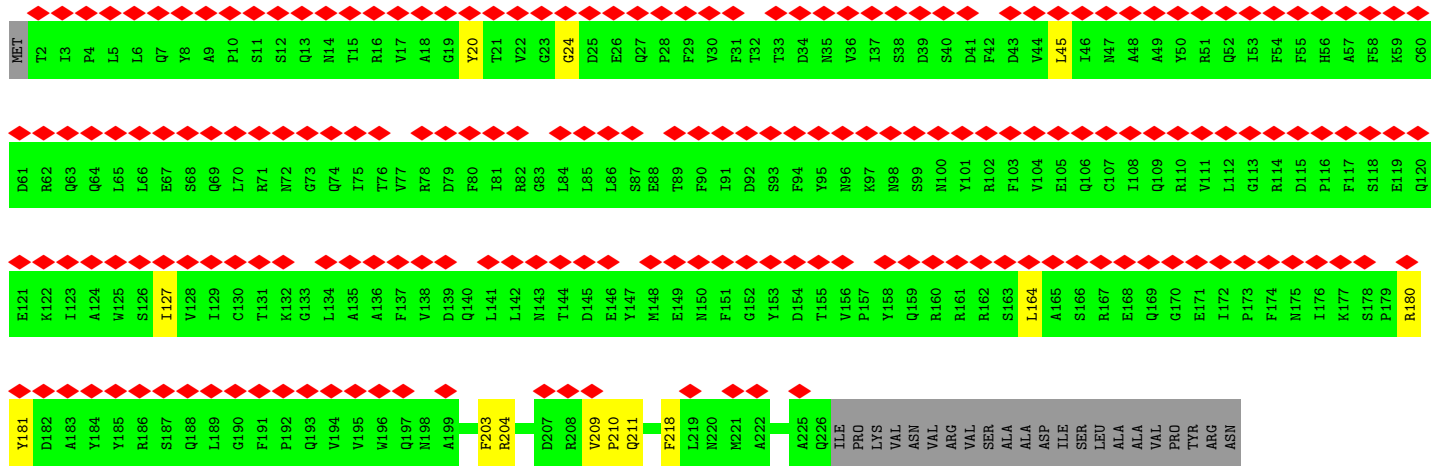 MET T2 I3 P4 L5 L6 Q7 Y8 A9 P10 S11 S12 Q13 N14 T15 R16 V17 A18 G19 Y20 T21 V22 G23 G24 D25 E26 Q27 P28 F29 V30 F31 T32 T33 D34 N35 V36 I37 S38 D39 S40 D41 F42 D43 V44 L45 I46 N47 A48 A49 Y50 R51 Q52 I53 F54 F55 H56 A57 F58 K59 C60
D61 R62 Q63 Q64 L65 L66 E67 S68 Q69 L70 R71 N72 G73 Q74 I75 T76 V77 R78 D79 F80 I81 R82 G83 L84 L85 L86 S87 E88 T89 F90 I91 D92 S93 F94 Y95 N96 K97 N98 S99 N100 Y101 R102 F103 V104 E105 Q106 C107 I108 Q109 R110 V111 L112 G113 R114 D115 P116 F117 S118 E119 Q120
E121 K122 I123 A124 W125 S126 I127 V128 I129 C130 T131 K132 G133 L134 A135 A136 F137 V138 D139 Q140 L141 L142 N143 T144 D145 E146 Y147 M148 E149 N150 F151 G152 Y153 D154 T155 V156 P157 Y158 Q159 R160 R161 R162 S163 L164 A165 S166 R167 E168 Q169 G170 E171 I172 P173 F174 N175 I176 K177 S178 P179 R180
Y181 D182 A183 Y184 Y185 R186 S187 Q188 L189 G190 F191 P192 Q193 V194 V195 W196 Q197 N198 A199 F203 R204 D207 R208 V209 P210 Q211 F218 L219 N220 M221 A222 A225 Q226 ILE PRO LYS VAL ASN VAL ARG VAL SER ALA ALA ASP ILE SER LEU ALA ALA VAL PRO TYR ARG ASN